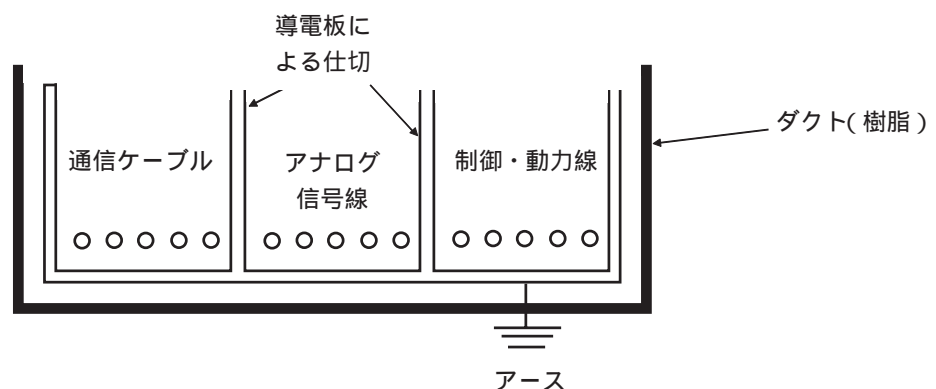 導電板に
よる仕切
ダクト(樹脂)
通信ケーブル
アナログ
信号線
制御・動力線
アース